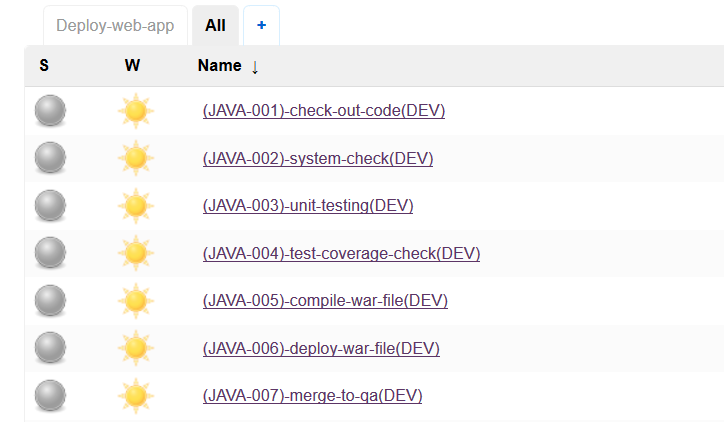 Deploy-web-app All +
S W Name ↓
(JAVA-001)-check-out-code(DEV)
(JAVA-002)-system-check(DEV)
(JAVA-003)-unit-testing(DEV)
(JAVA-004)-test-coverage-check(DEV)
(JAVA-005)-compile-war-file(DEV)
(JAVA-006)-deploy-war-file(DEV)
(JAVA-007)-merge-to-qa(DEV)